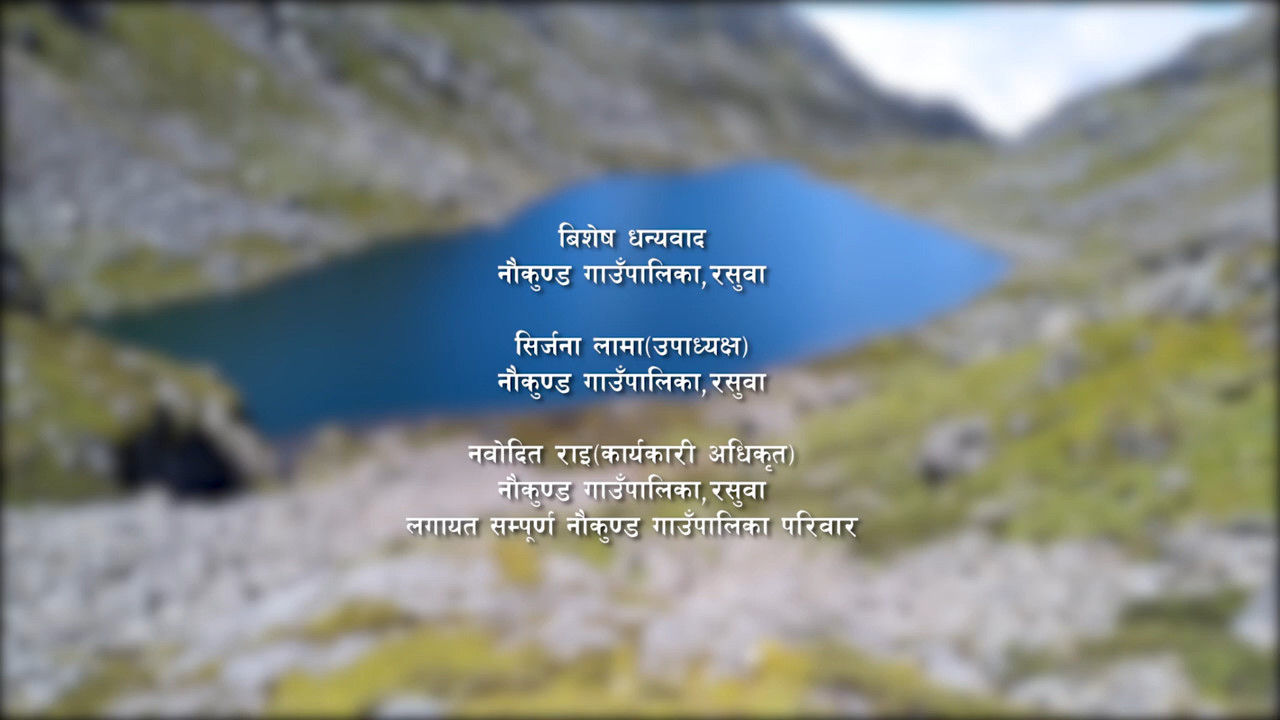 बिशेष धन्यवाद
नौकुण्ड गाउँपालिका,रसुवा
सिर्जना लामा(उपाध्यक्ष)
नौकुण्ड गाउँपालिका,रसुवा
नवोदित राइ(कार्यकारी अधिकृत)
नौकुण्ड गाउँपालिका,रसुवा
लगायत सम्पूर्ण नौकुण्ड गाउँपालिका परिवार